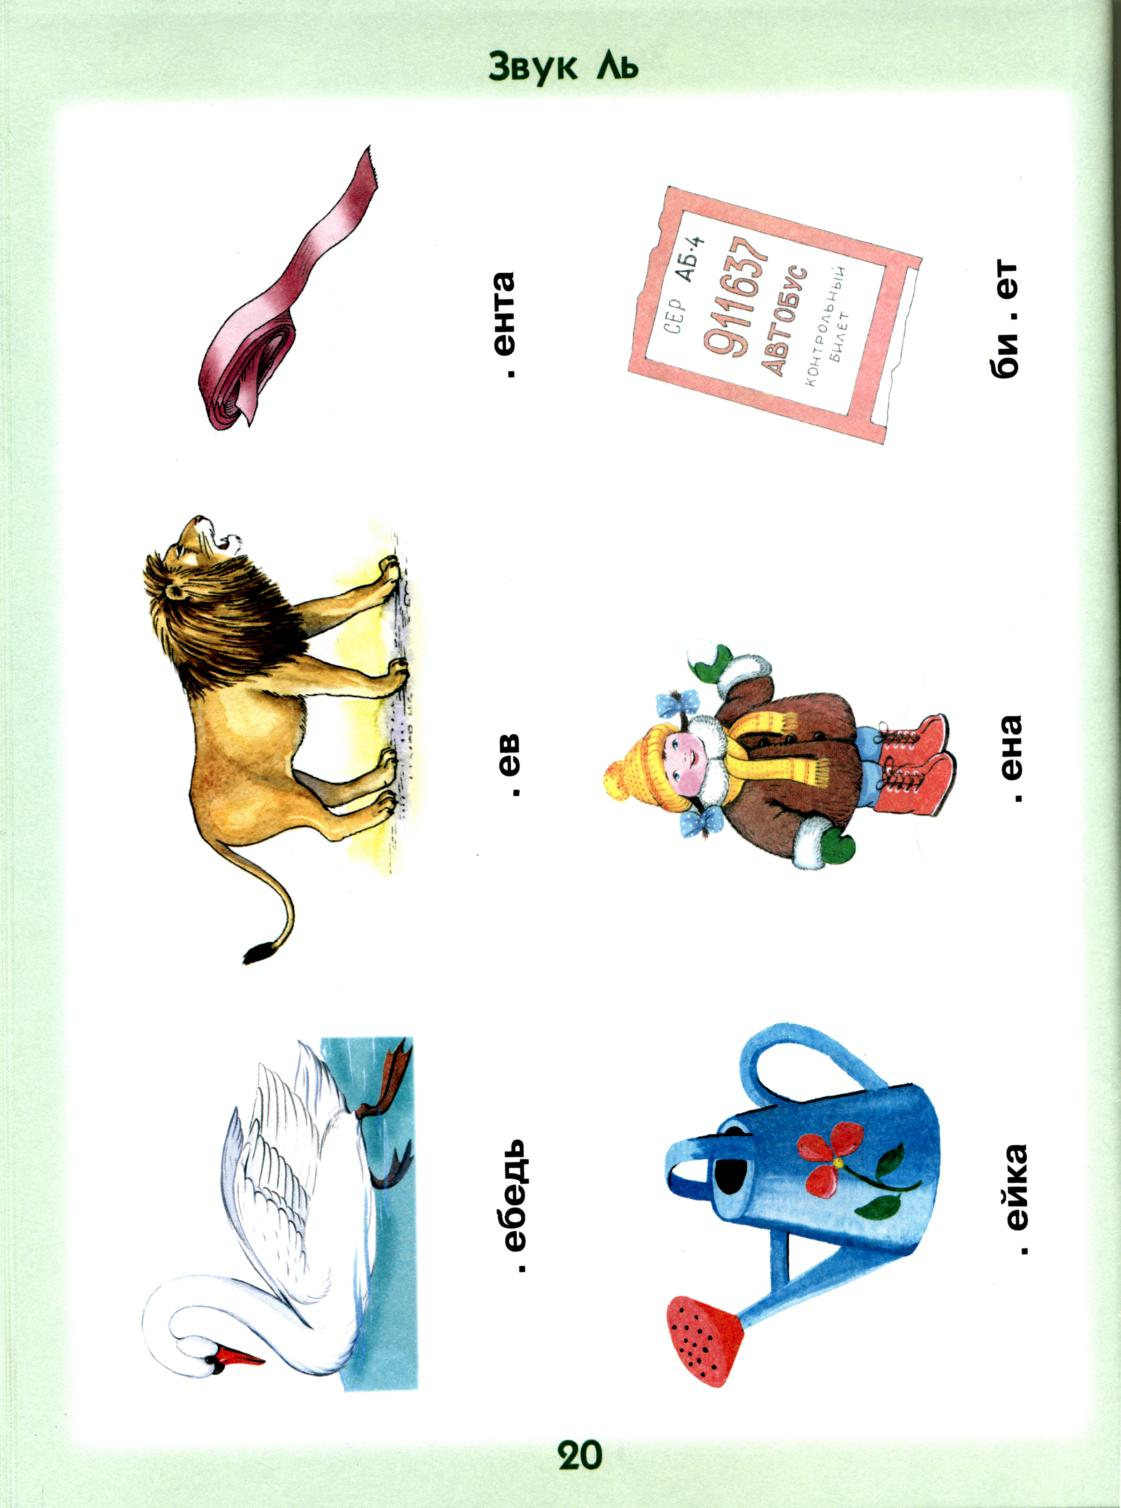 Звук Ль
. ебедь
. ев
. ента
. ейка
. ена
СЕР АБ·4
911637
АВТОБУС
КОНТРОЛЬНЫЙ
БИЛЕТ
би . ет
20